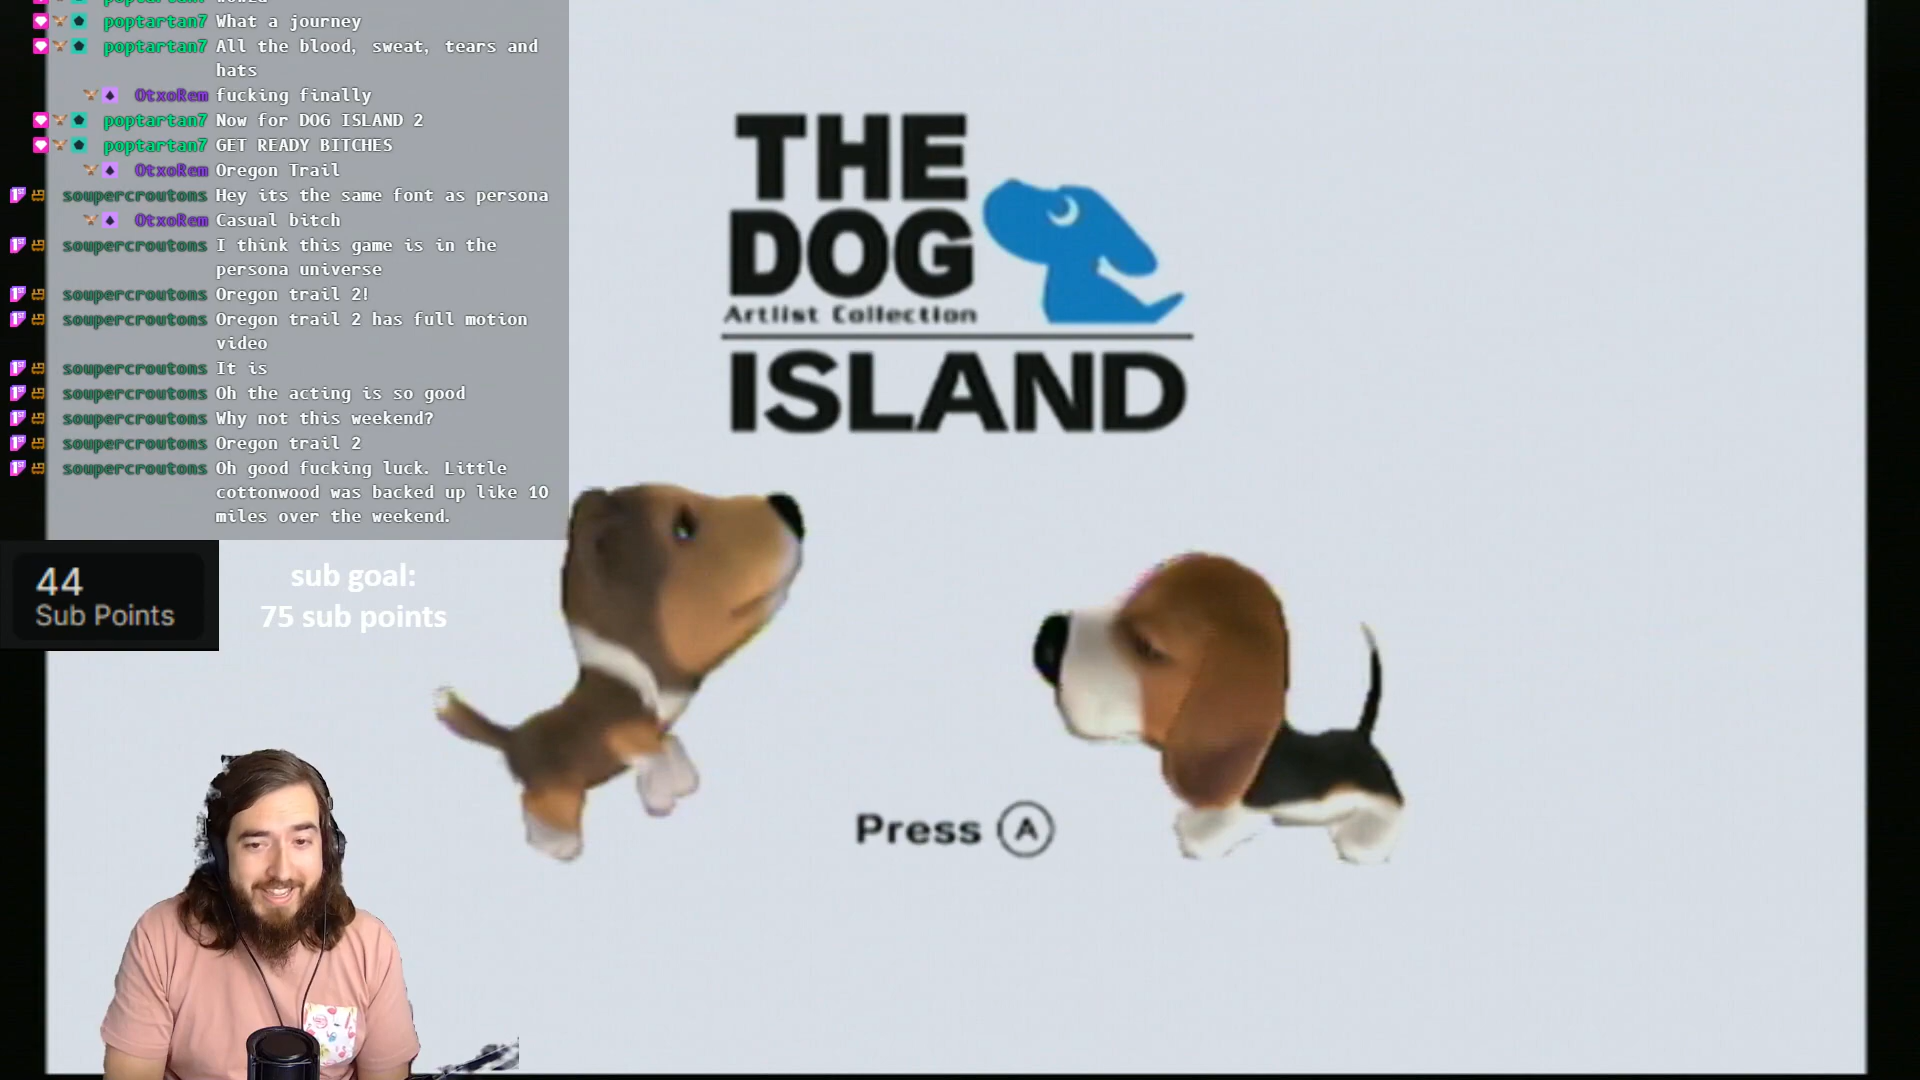 poptartan7 What a journey
poptartan7 All the blood, sweat, tears and
hats
OtxoRem fucking finally
poptartan7 Now for DOG ISLAND 2
poptartan7 GET READY BITCHES
OtxoRem Oregon Trail
soupercroutons Hey its the same font as persona
OtxoRem Casual bitch
soupercroutons I think this game is in the
persona universe
soupercroutons Oregon trail 2!
soupercroutons Oregon trail 2 has full motion
video
soupercroutons It is
soupercroutons Oh the acting is so good
soupercroutons Why not this weekend?
soupercroutons Oregon trail 2
soupercroutons Oh good fucking luck. Little
cottonwood was backed up like 10
miles over the weekend.
44
Sub Points
sub goal:
75 sub points
THE
DOG
Artlist Collection
ISLAND
Press A